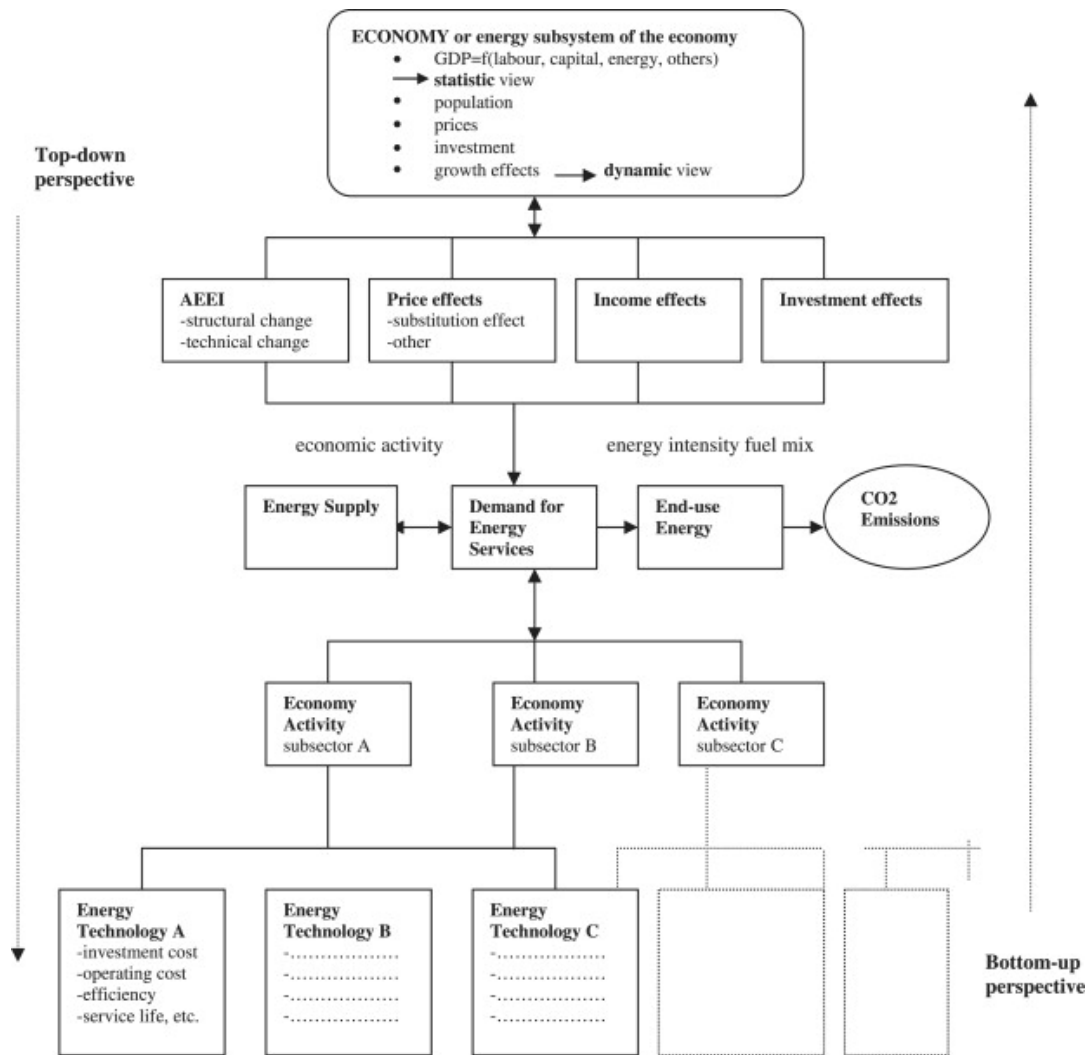 ECONOMY or energy subsystem of the economy
• GDP=f(labour, capital, energy, others)
statistic view
• population
• prices
• investment
• growth effects
dynamic view
Top-down
perspective
AEEI
-structural change
-technical change
Price effects
-substitution effect
-other
Income effects
Investment effects
economic activity
energy intensity fuel mix
Energy Supply
Demand for
Energy
Services
End-use
Energy
CO2
Emissions
Economy
Activity
subsector A
Economy
Activity
subsector B
Economy
Activity
subsector C
Energy
Technology A
-investment cost
-operating cost
-efficiency
-service life, etc.
Energy
Technology B
-...................
-...................
-...................
-...................
Energy
Technology C
-...................
-...................
-...................
-...................
Bottom-up
perspective